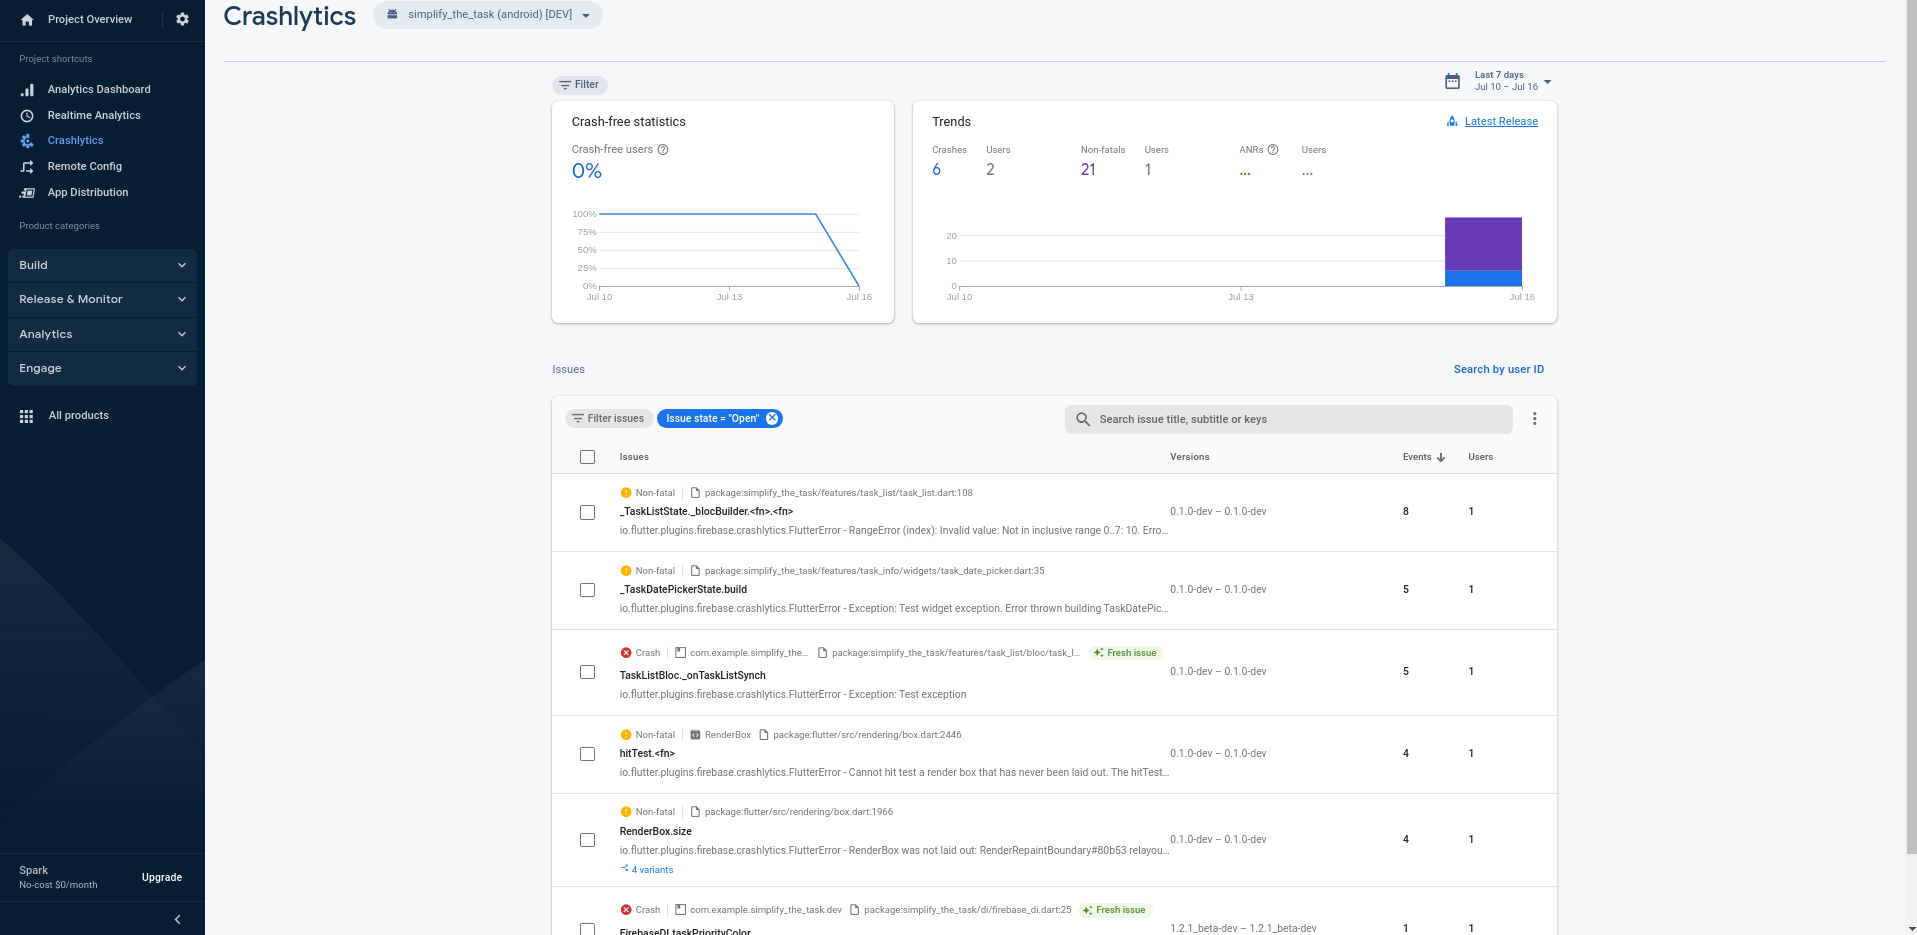 Project Overview
Project shortcuts
Analytics Dashboard
Realtime Analytics
Crashlytics
Remote Config
App Distribution
Product categories
Build
Release & Monitor
Analytics
Engage
All products
Spark
No-cost $0/month
Upgrade
Crashlytics
simplify_the_task (android) [DEV]
Filter
Last 7 days
Jul 10 – Jul 16
Crash-free statistics
Crash-free users
0%
100%
75%
50%
25%
0%
Jul 10 Jul 13 Jul 16
Trends
Latest Release
Crashes Users Non-fatals Users ANRs Users
6 2 21 1 ... ...
20
10
0
Jul 10 Jul 13 Jul 16
Issues
Search by user ID
Filter issues Issue state = "Open" Search issue title, subtitle or keys
Issues Versions Events Users
Non-fatal package:simplify_the_task/features/task_list/task_list.dart:108
_TaskListState._blocBuilder.<fn>.<fn> 0.1.0-dev – 0.1.0-dev 8 1
io.flutter.plugins.firebase.crashlytics.FlutterError - RangeError (index): Invalid value: Not in inclusive range 0..7: 10. Erro...
Non-fatal package:simplify_the_task/features/task_info/widgets/task_date_picker.dart:35
_TaskDatePickerState.build 0.1.0-dev – 0.1.0-dev 5 1
io.flutter.plugins.firebase.crashlytics.FlutterError - Exception: Test widget exception. Error thrown building TaskDatePic...
Crash com.example.simplify_the... package:simplify_the_task/features/task_list/bloc/task_l... Fresh issue
TaskListBloc._onTaskListSynch 0.1.0-dev – 0.1.0-dev 5 1
io.flutter.plugins.firebase.crashlytics.FlutterError - Exception: Test exception
Non-fatal RenderBox package:flutter/src/rendering/box.dart:2446
hitTest.<fn> 0.1.0-dev – 0.1.0-dev 4 1
io.flutter.plugins.firebase.crashlytics.FlutterError - Cannot hit test a render box that has never been laid out. The hitTest...
Non-fatal package:flutter/src/rendering/box.dart:1966
RenderBox.size 0.1.0-dev – 0.1.0-dev 4 1
io.flutter.plugins.firebase.crashlytics.FlutterError - RenderBox was not laid out: RenderRepaintBoundary#80b53 relayou...
4 variants
Crash com.example.simplify_the_task.dev package:simplify_the_task/di/firebase_di.dart:25 Fresh issue
FirebaseDI.taskPriorityColor 1.2.1_beta-dev – 1.2.1_beta-dev 1 1